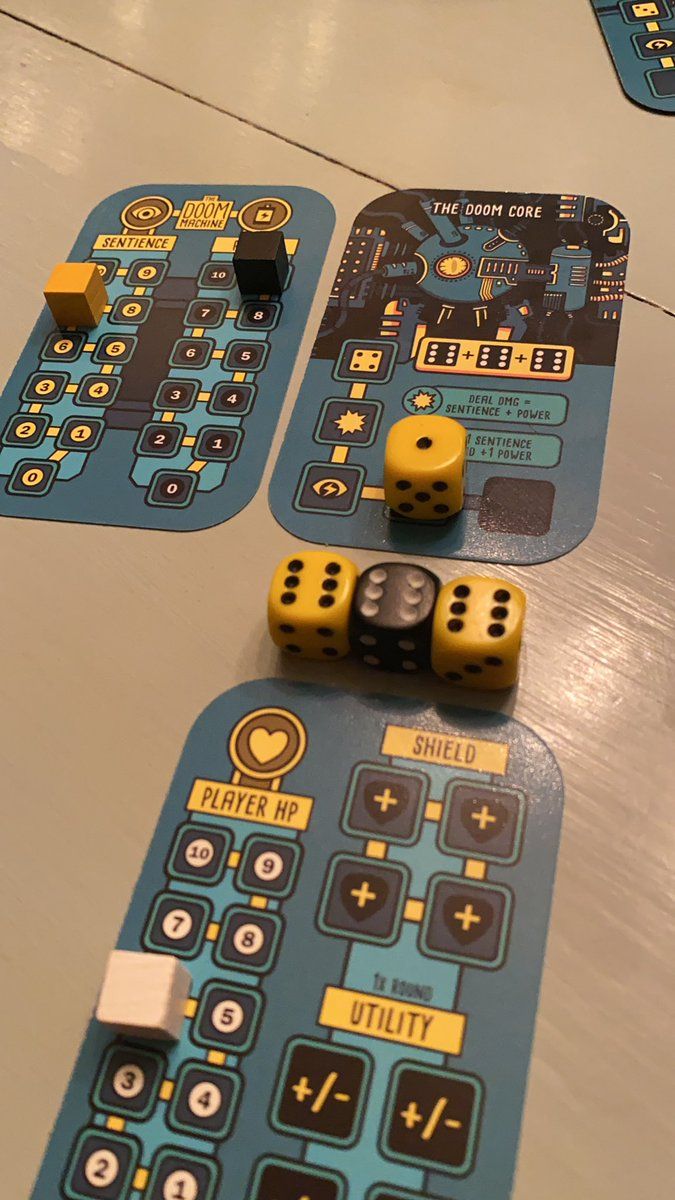 THE
DOOM
MACHINE
SENTIENCE
9
8
6 5
3 4
2 1
0
10
7 8
6 5
3 4
2 1
0
THE DOOM CORE
+ +
DEAL DMG =
SENTIENCE + POWER
1 SENTIENCE
+1 POWER
PLAYER HP
10 9
7 8
5
3 4
2 1
SHIELD
+ +
+ +
1X ROUND
UTILITY
+/- +/-